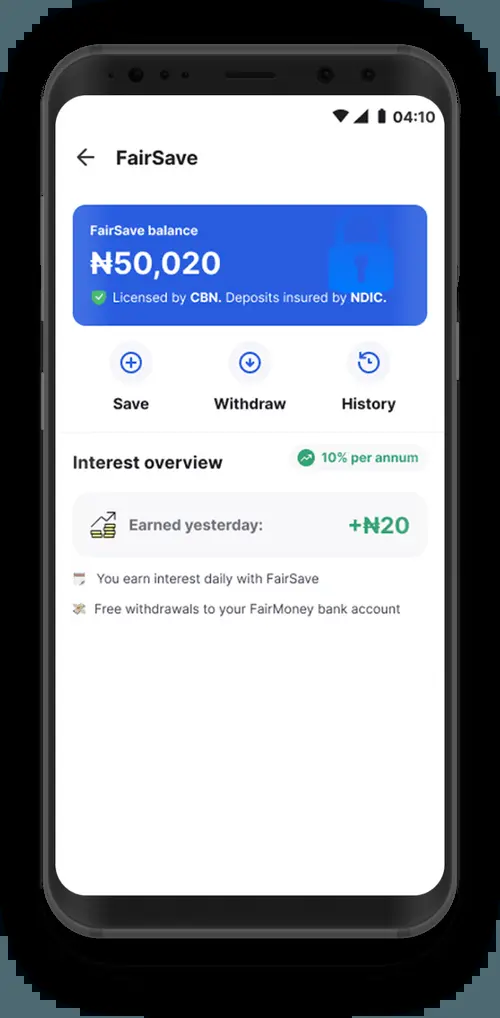 04:10
FairSave
FairSave balance
₦50,020
Licensed by CBN. Deposits insured by NDIC.
Save Withdraw History
Interest overview 10% per annum
Earned yesterday: +₦20
You earn interest daily with FairSave
Free withdrawals to your FairMoney bank account